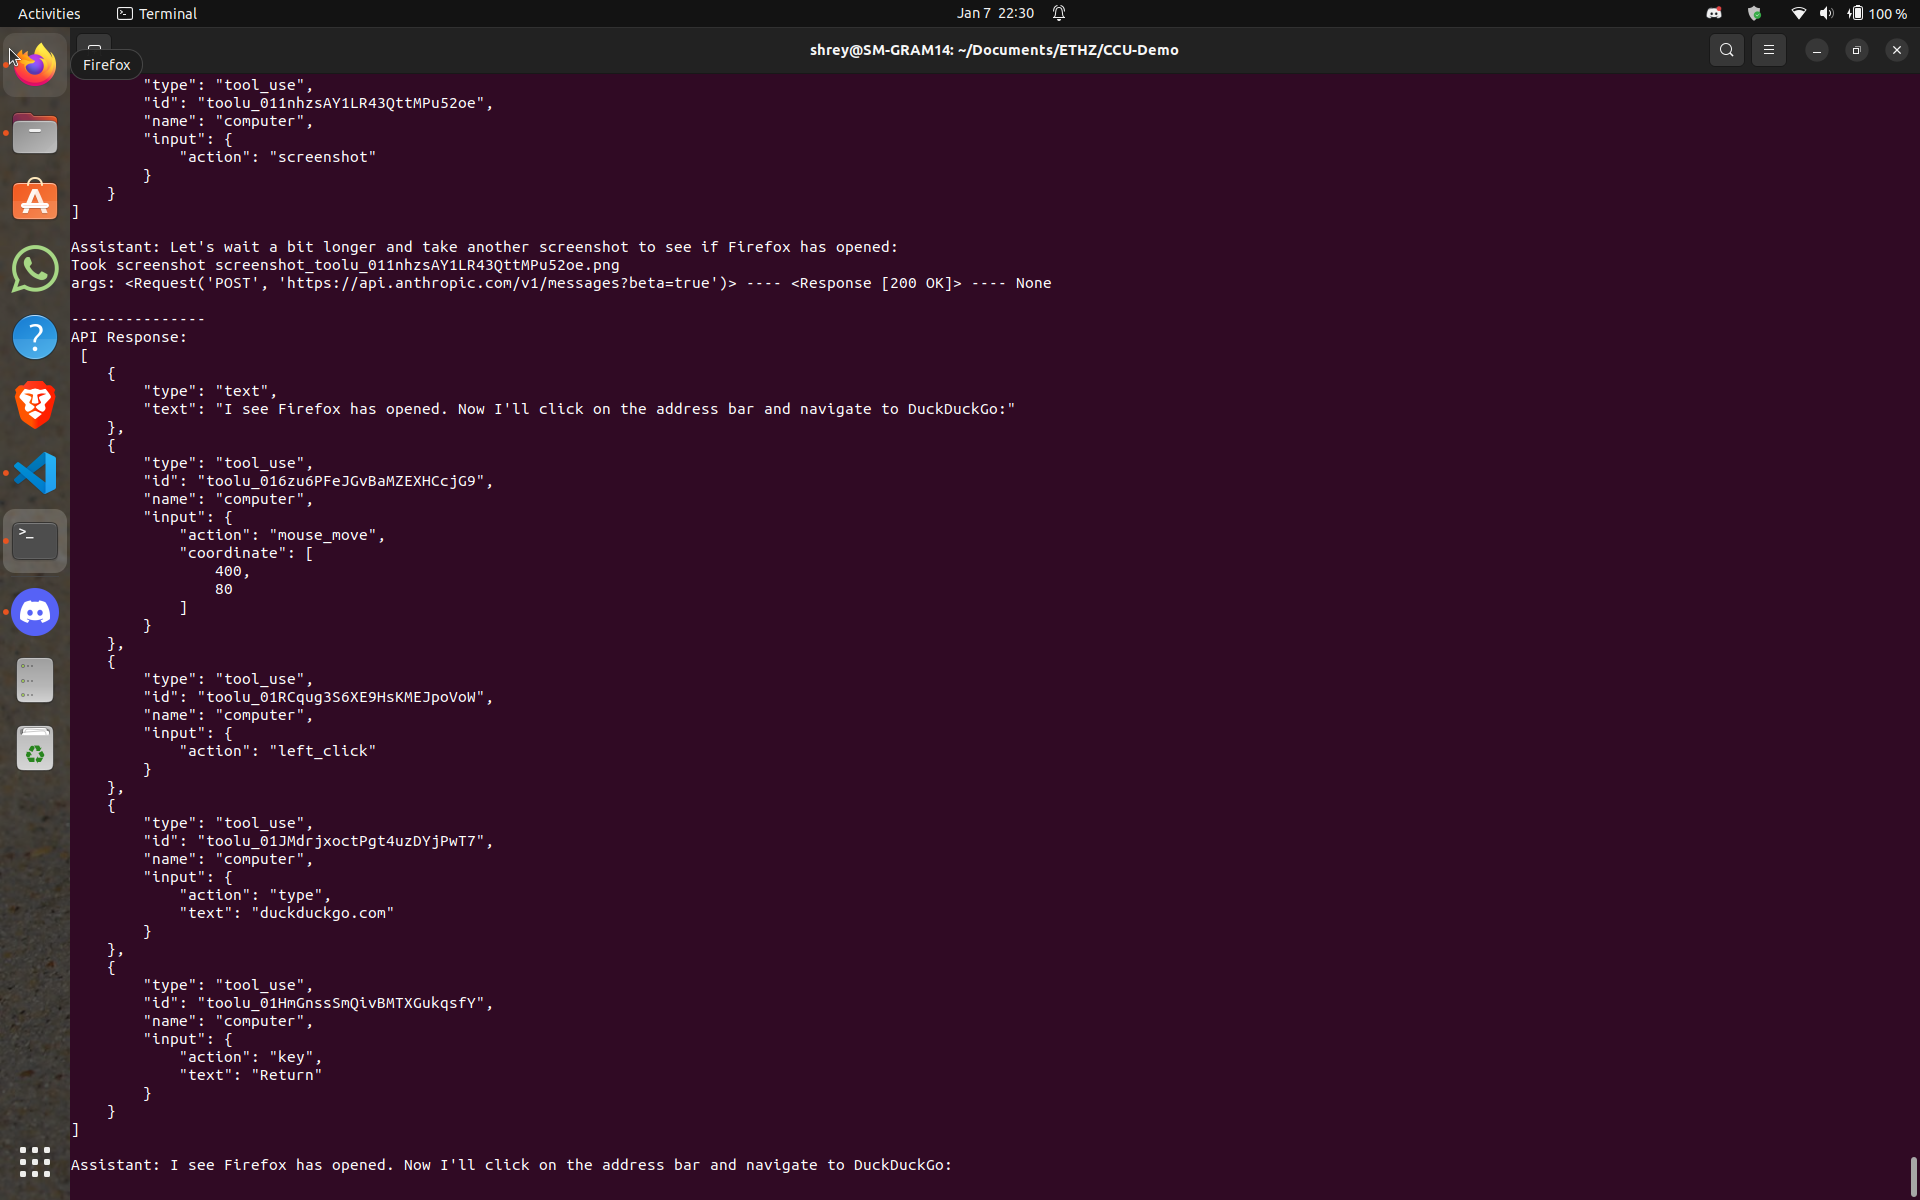 Activities Terminal Jan 7 22:30 100 %
shrey@SM-GRAM14: ~/Documents/ETHZ/CCU-Demo
Firefox
"type": "tool_use",
"id": "toolu_011nhzsAY1LR43QttMPu52oe",
"name": "computer",
"input": {
"action": "screenshot"
}
}
]
Assistant: Let's wait a bit longer and take another screenshot to see if Firefox has opened:
Took screenshot screenshot_toolu_011nhzsAY1LR43QttMPu52oe.png
args: <Request('POST', 'https://api.anthropic.com/v1/messages?beta=true')> ---- <Response [200 OK]> ---- None
---------------
API Response:
[
{
"type": "text",
"text": "I see Firefox has opened. Now I'll click on the address bar and navigate to DuckDuckGo:"
},
{
"type": "tool_use",
"id": "toolu_016zu6PFeJGvBaMZEXHCcjG9",
"name": "computer",
"input": {
"action": "mouse_move",
"coordinate": [
400,
80
]
}
},
{
"type": "tool_use",
"id": "toolu_01RCqug3S6XE9HsKMEJpoVoW",
"name": "computer",
"input": {
"action": "left_click"
}
},
{
"type": "tool_use",
"id": "toolu_01JMdrjxoctPgt4uzDYjPwT7",
"name": "computer",
"input": {
"action": "type",
"text": "duckduckgo.com"
}
},
{
"type": "tool_use",
"id": "toolu_01HmGnssSmQivBMTXGukqsfY",
"name": "computer",
"input": {
"action": "key",
"text": "Return"
}
}
]
Assistant: I see Firefox has opened. Now I'll click on the address bar and navigate to DuckDuckGo: